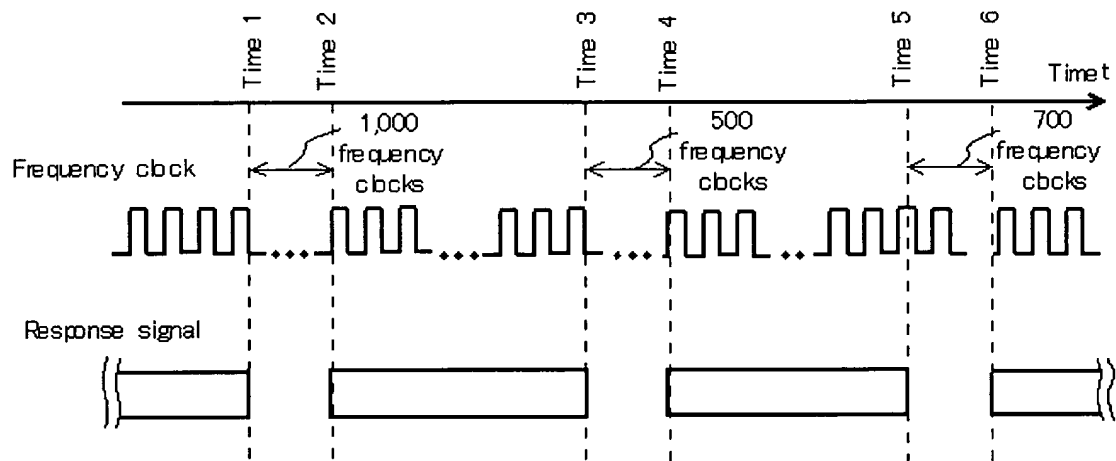 Time 1
Time 2
Time 3
Time 4
Time 5
Time 6
Timet
1,000
frequency
clocks
500
frequency
clocks
700
frequency
clocks
Frequency clock
Response signal